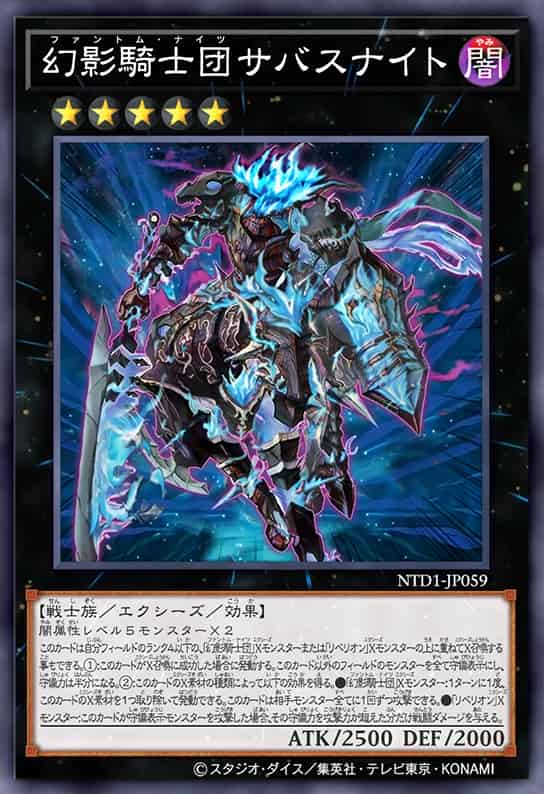 ファントム・ナイツ
幻影騎士団サバスナイト
やみ
闇
NTD1-JP059
【戦士族／エクシーズ／効果】
闇属性レベル５モンスター×２
このカードは自分フィールドのランク４以下の、「幻影騎士団」Xモンスターまたは「リベリオン」Xモンスターの上に重ねてX召喚する
事もできる。①:このカードがX召喚に成功した場合に発動する。このカード以外のフィールドのモンスターを全て守備表示にし、
守備力は半分になる。②:このカードのX素材の種類によって以下の効果を得る。●「幻影騎士団」Xモンスター:１ターンに１度、
このカードのX素材を１つ取り除いて発動できる。このカードは相手モンスター全てに１回ずつ攻撃できる。●「リベリオン」X
モンスター:このカードが守備表示モンスターを攻撃した場合、その守備力を攻撃力が超えた分だけ戦闘ダメージを与える。
ATK/2500 DEF/2000
©スタジオ・ダイス／集英社・テレビ東京・KONAMI